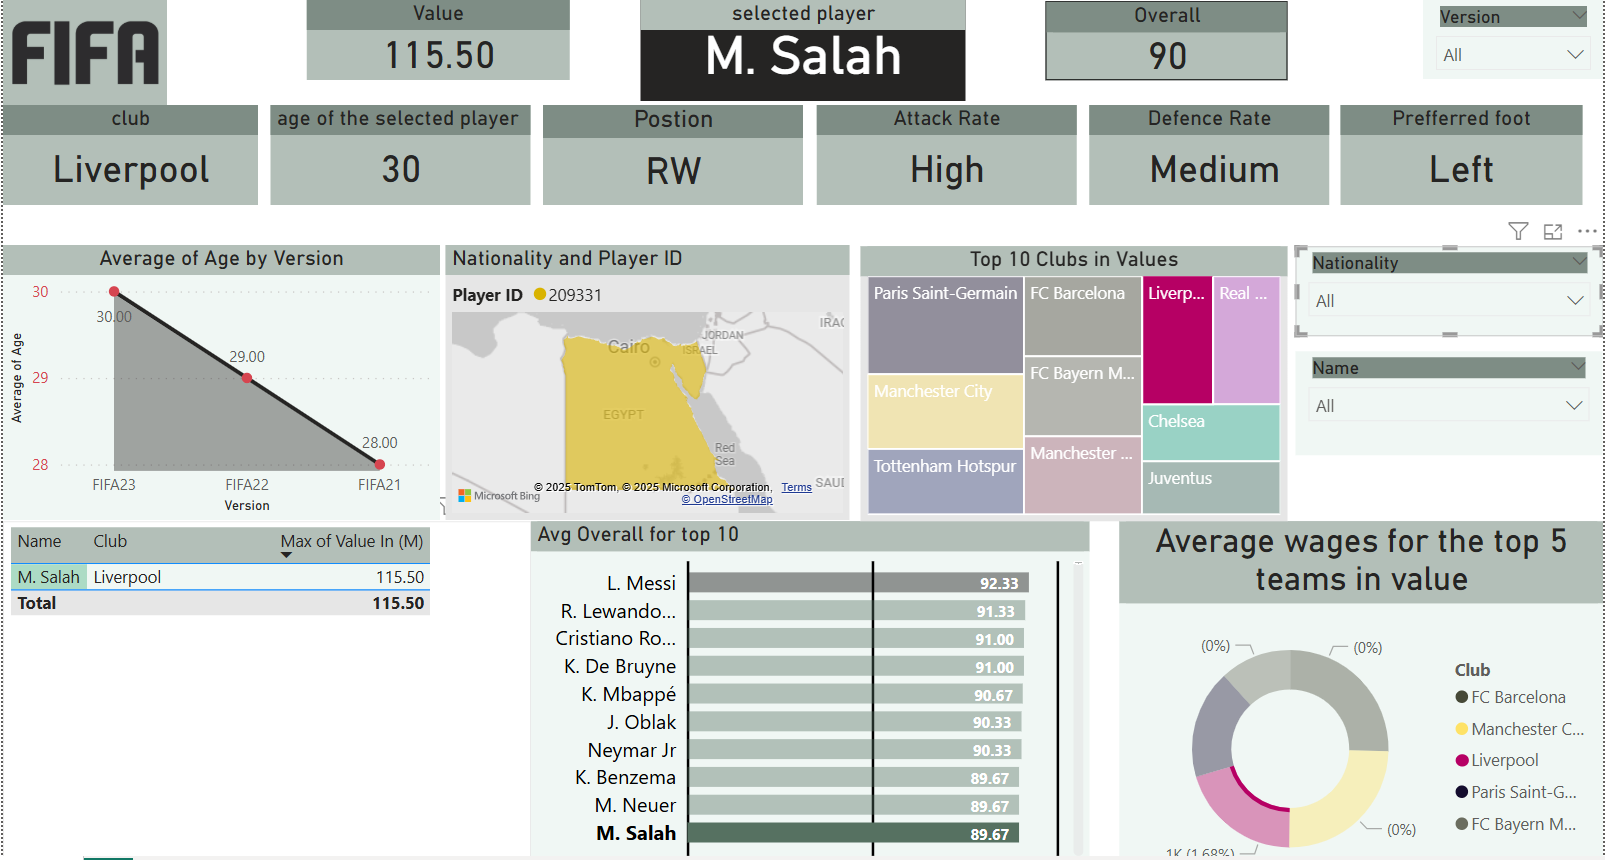 FIFA
Value
115.50
selected player
M. Salah
Overall
90
Version
All
club
Liverpool
age of the selected player
30
Postion
RW
Attack Rate
High
Defence Rate
Medium
Prefferred foot
Left
Average of Age by Version
Average of Age
30
29
28
30.00
29.00
28.00
FIFA23
FIFA22
FIFA21
Version
Nationality and Player ID
Player ID 209331
Cairo
JORDAN
ISRAEL
IRAQ
EGYPT
Red
Sea
SAUD
Microsoft Bing
© 2025 TomTom, © 2025 Microsoft Corporation, Terms
© OpenStreetMap
Top 10 Clubs in Values
Paris Saint-Germain
Manchester City
Tottenham Hotspur
FC Barcelona
FC Bayern M...
Manchester ...
Liverp...
Real ...
Chelsea
Juventus
Nationality
All
Name
All
Name Club Max of Value In (M)
M. Salah Liverpool 115.50
Total 115.50
Avg Overall for top 10
L. Messi 92.33
R. Lewando... 91.33
Cristiano Ro... 91.00
K. De Bruyne 91.00
K. Mbappé 90.67
J. Oblak 90.33
Neymar Jr 90.33
K. Benzema 89.67
M. Neuer 89.67
M. Salah 89.67
Average wages for the top 5
teams in value
(0%)
(0%)
(0%)
1K (1.68%)
Club
FC Barcelona
Manchester C...
Liverpool
Paris Saint-G...
FC Bayern M...